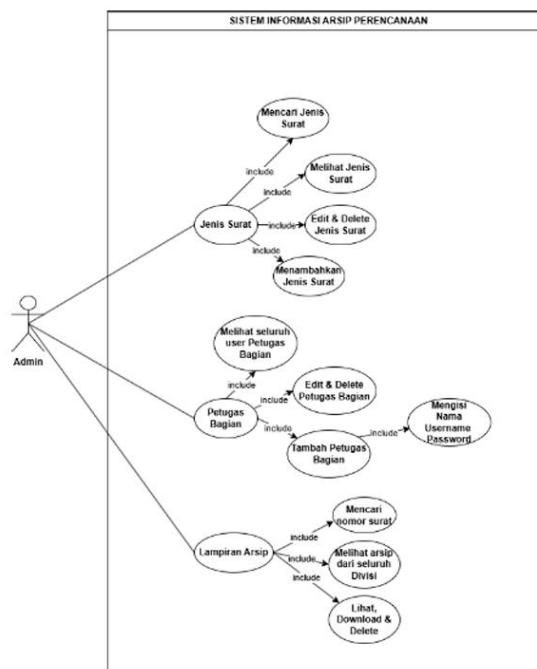 SISTEM INFORMASI ARSIP PERENCANAAN
Mencari Jenis
Surat
include
Melihat Jenis
Surat
include
Jenis Surat
include
Edit & Delete
Jenis Surat
include
Menambahkan
Jenis Surat
Admin
Melihat seluruh
user Petugas
Bagian
include
Edit & Delete
Petugas Bagian
include
Petugas
Bagian
include
Tambah Petugas
Bagian
include
Mengisi
Nama
Username
Password
Mencari
nomor surat
include
Lampiran Arsip
include
Melihat arsip
dari seluruh
Divisi
include
Lihat,
Download &
Delete